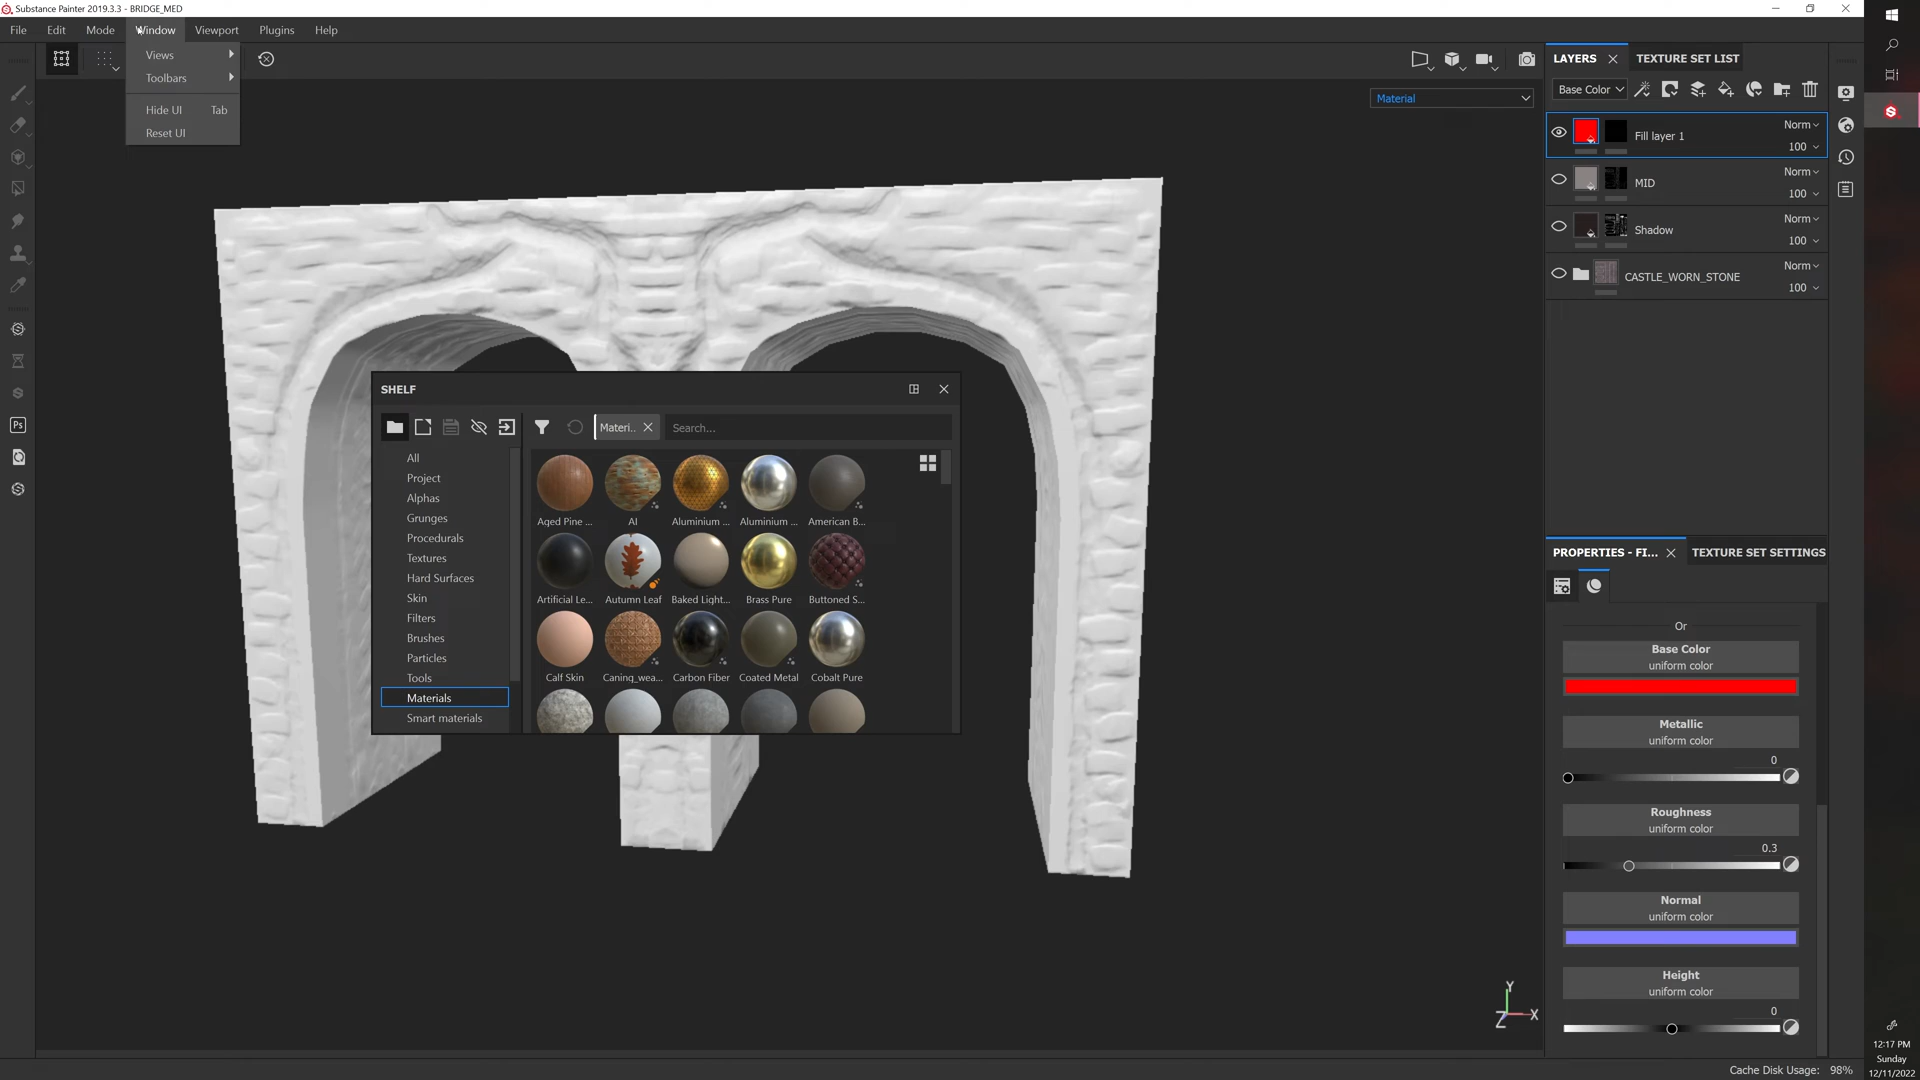 Substance Painter 2019.3.3 - BRIDGE_MED
File Edit Mode Window Viewport Plugins Help
Views
Toolbars
Hide UI Tab
Reset UI
Material
LAYERS TEXTURE SET LIST
Base Color
Fill layer 1 Norm 100
MID Norm 100
Shadow Norm 100
CASTLE_WORN_STONE Norm 100
SHELF
Materi.. Search...
All
Project
Alphas
Grunges
Procedurals
Textures
Hard Surfaces
Skin
Filters
Brushes
Particles
Tools
Materials
Smart materials
Aged Pine ... AI Aluminium ... Aluminium ... American B...
Artificial Le... Autumn Leaf Baked Light... Brass Pure Buttoned S...
Calf Skin Caning_wea... Carbon Fiber Coated Metal Cobalt Pure
Ps
PROPERTIES - FI... TEXTURE SET SETTINGS
Or
Base Color
uniform color
Metallic
uniform color
0
Roughness
uniform color
0.3
Normal
uniform color
Height
uniform color
0
Y
Z X
Cache Disk Usage: 98%
12:17 PM
Sunday
12/11/2022